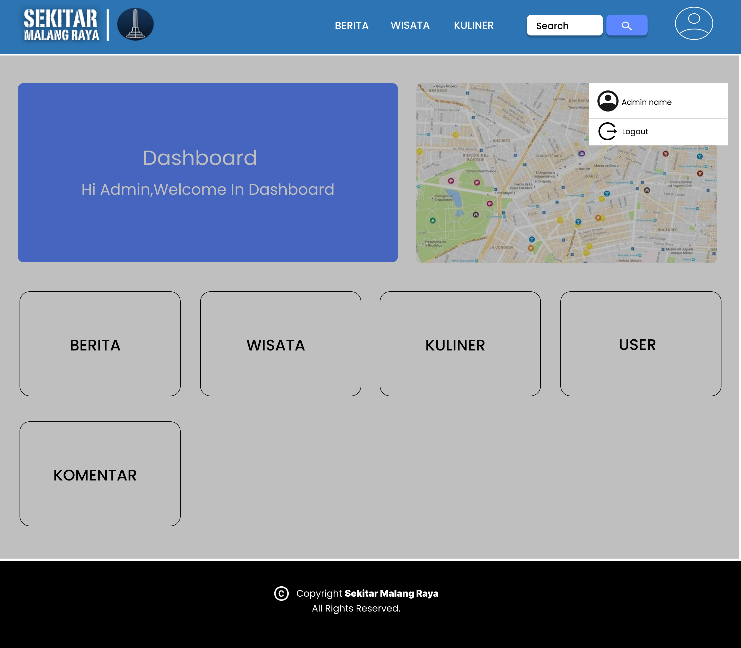 SEKITAR
MALANG RAYA
BERITA WISATA KULINER
Search
Admin name
Logout
Dashboard
Hi Admin,Welcome In Dashboard
BERITA
WISATA
KULINER
USER
KOMENTAR
© Copyright Sekitar Malang Raya
All Rights Reserved.